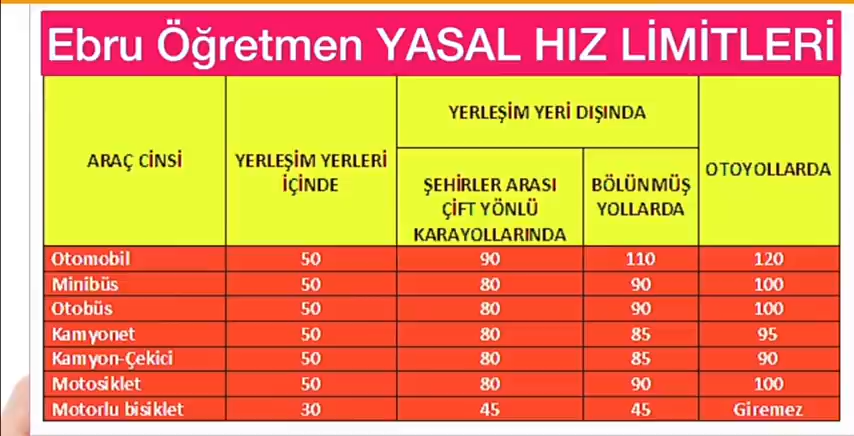 Ebru Öğretmen YASAL HIZ LİMİTLERİ
YERLEŞİM YERİ DIŞINDA
ARAÇ CİNSİ YERLEŞİM YERLERİ İÇİNDE ŞEHİRLER ARASI ÇİFT YÖNLÜ KARAYOLLARINDA BÖLÜNMÜŞ YOLLARDA OTOYOLLARDA
Otomobil 50 90 110 120
Minibüs 50 80 90 100
Otobüs 50 80 90 100
Kamyonet 50 80 85 95
Kamyon-Çekici 50 80 85 90
Motosiklet 50 80 90 100
Motorlu bisiklet 30 45 45 Giremez